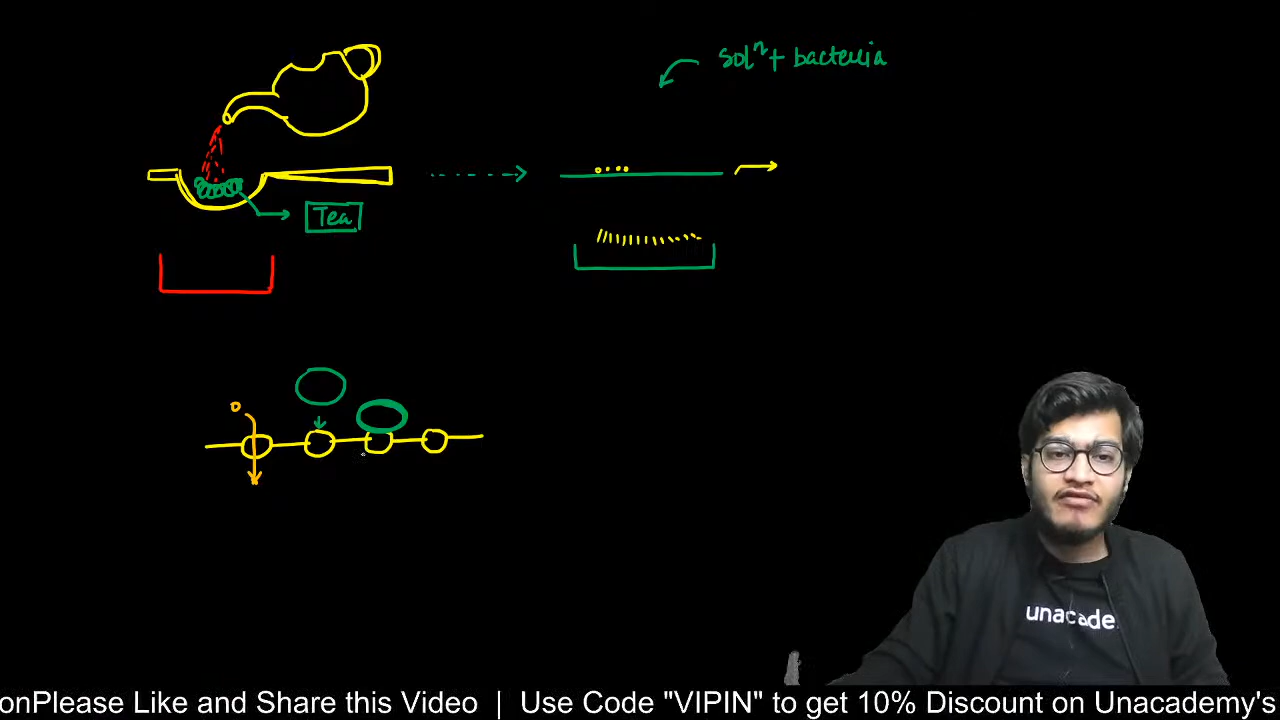 solⁿ + bacteria
Tea
unacade
onPlease Like and Share this Video | Use Code "VIPIN" to get 10% Discount on Unacademy's